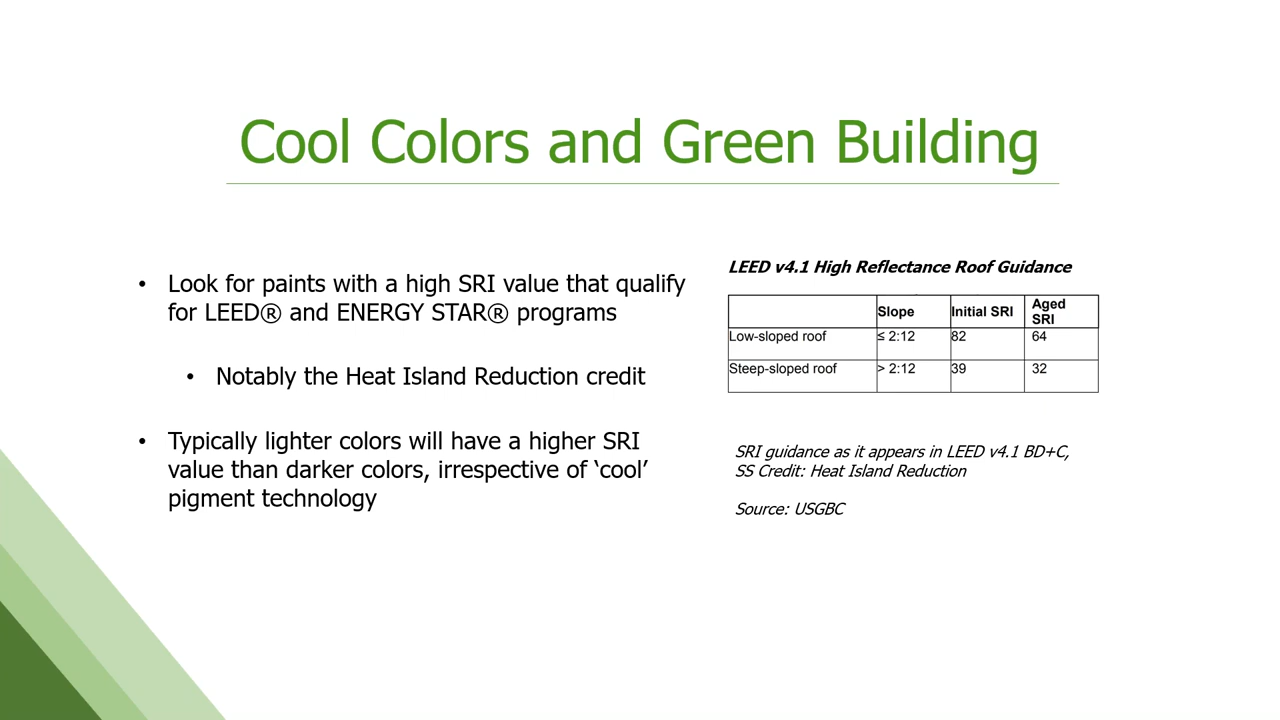 Cool Colors and Green Building
• Look for paints with a high SRI value that qualify
for LEED® and ENERGY STAR® programs
• Notably the Heat Island Reduction credit
• Typically lighter colors will have a higher SRI
value than darker colors, irrespective of ‘cool’
pigment technology
LEED v4.1 High Reflectance Roof Guidance
Slope Initial SRI Aged SRI
Low-sloped roof ≤ 2:12 82 64
Steep-sloped roof > 2:12 39 32
SRI guidance as it appears in LEED v4.1 BD+C,
SS Credit: Heat Island Reduction
Source: USGBC